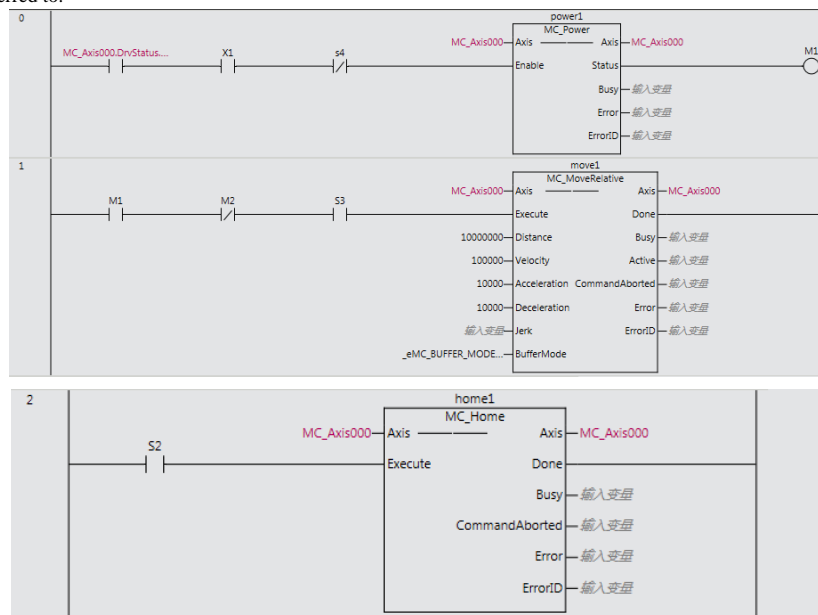 erred to.
0
power1
MC_Power
MC_Axis000.DrvStatus....
X1
s4
MC_Axis000
Axis
Axis
MC_Axis000
M1
Enable
Status
Busy
输入变量
Error
输入变量
ErrorID
输入变量
1
move1
MC_MoveRelative
MC_Axis000
Axis
Axis
MC_Axis000
M1
M2
S3
Execute
Done
10000000
Distance
Busy
输入变量
100000
Velocity
Active
输入变量
10000
Acceleration
CommandAborted
输入变量
10000
Deceleration
Error
输入变量
输入变量
Jerk
ErrorID
输入变量
_eMC_BUFFER_MODE...
BufferMode
2
home1
MC_Home
MC_Axis000
Axis
Axis
MC_Axis000
S2
Execute
Done
Busy
输入变量
CommandAborted
输入变量
Error
输入变量
ErrorID
输入变量